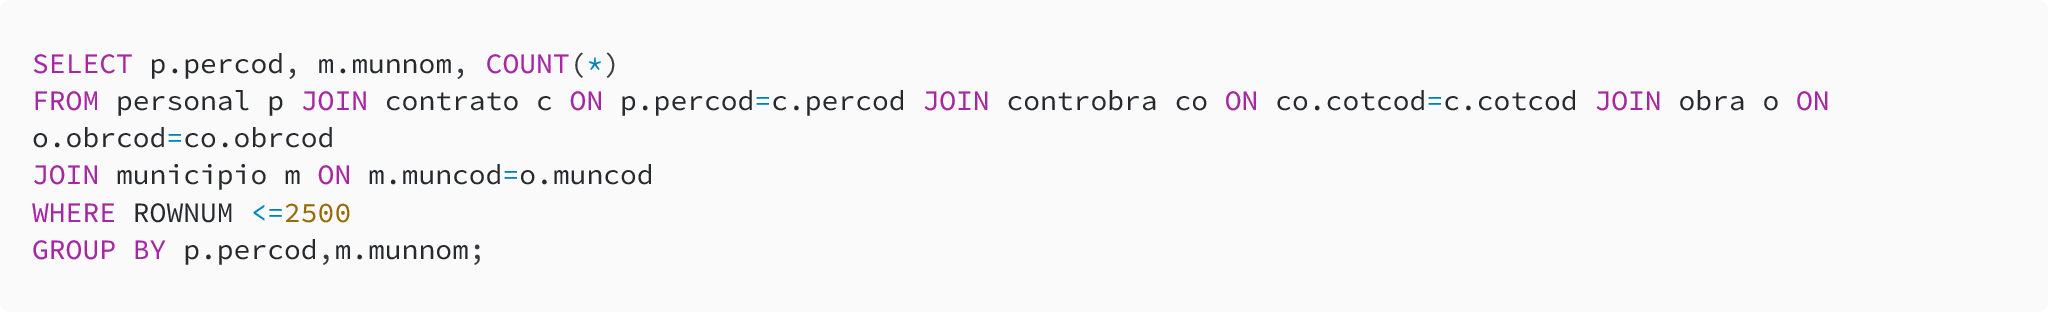 SELECT p.percod, m.munnom, COUNT(*)
FROM personal p JOIN contrato c ON p.percod=c.percod JOIN controbra co ON co.cotcod=c.cotcod JOIN obra o ON
o.obrcod=co.obrcod
JOIN municipio m ON m.muncod=o.muncod
WHERE ROWNUM <=2500
GROUP BY p.percod,m.munnom;